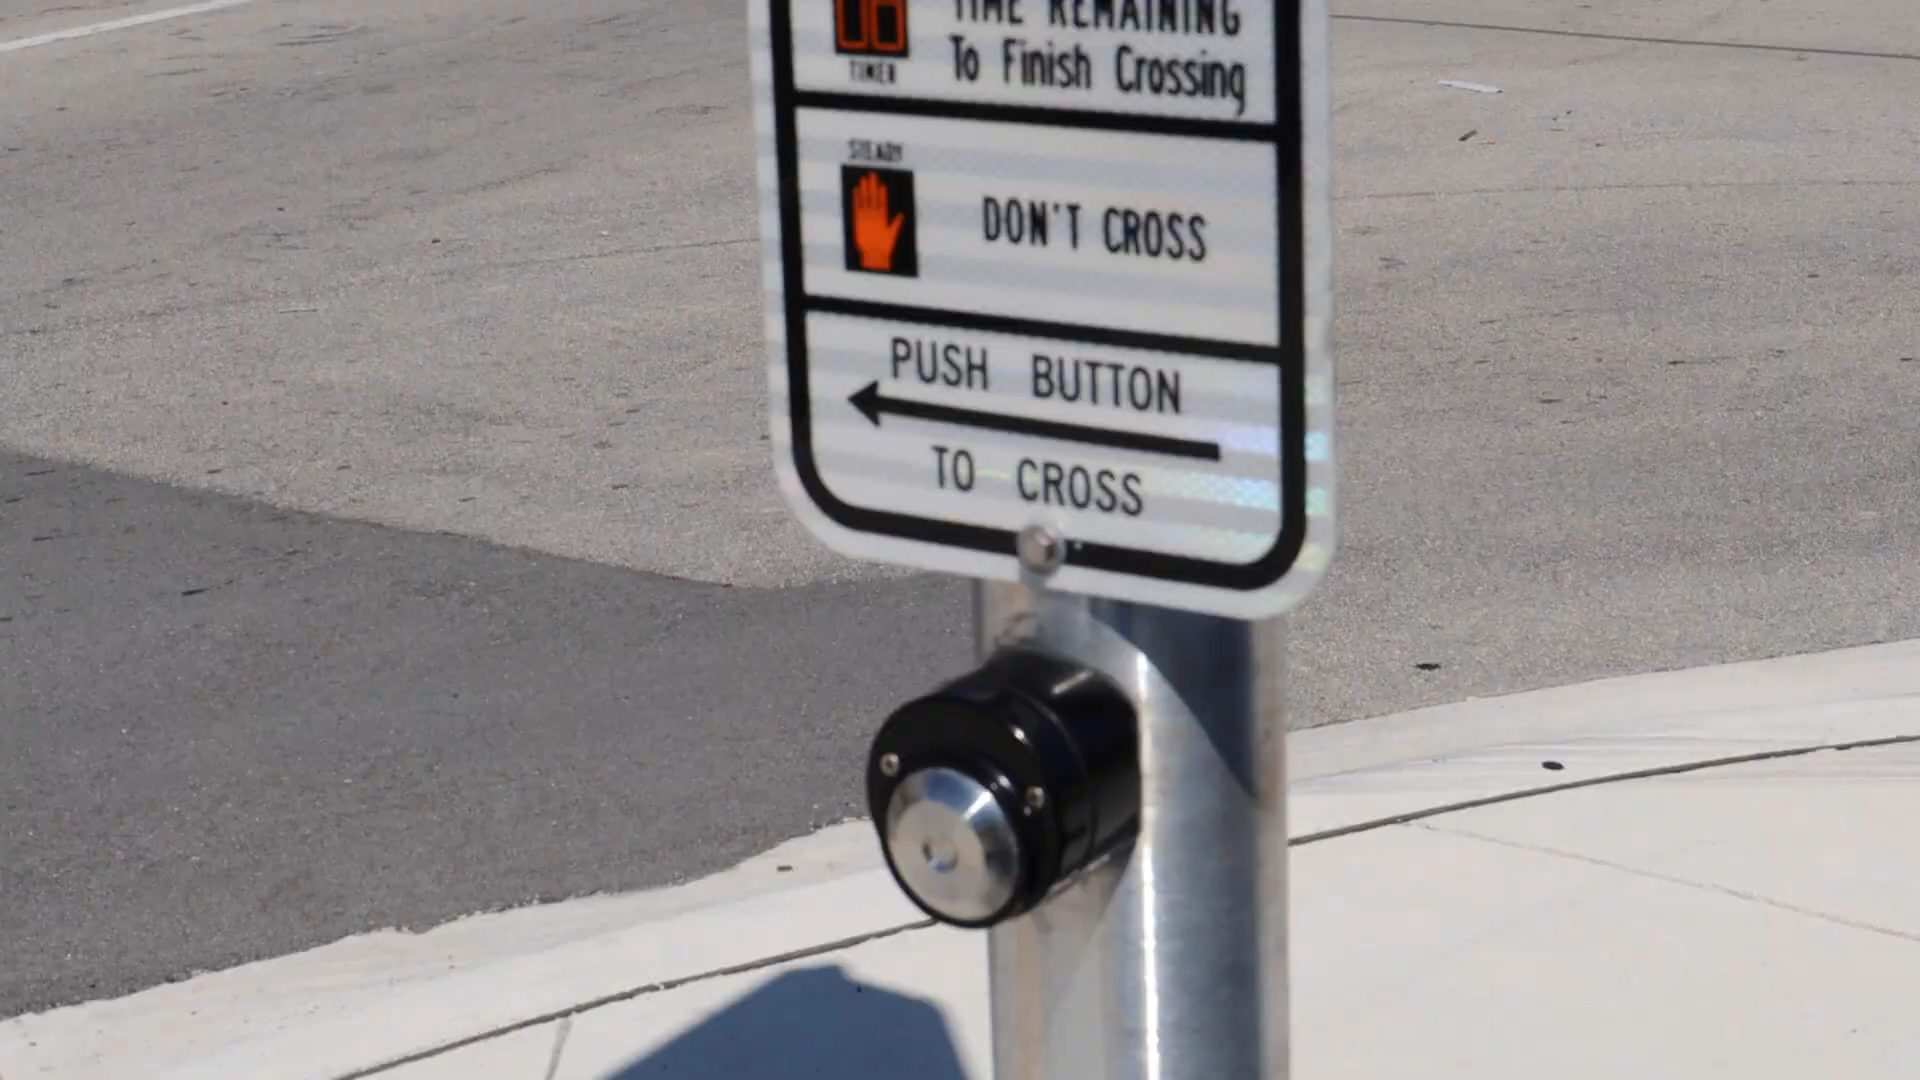 TIME REMAINING
To Finish Crossing
TIMER
STEADY
DON'T CROSS
PUSH BUTTON
TO CROSS